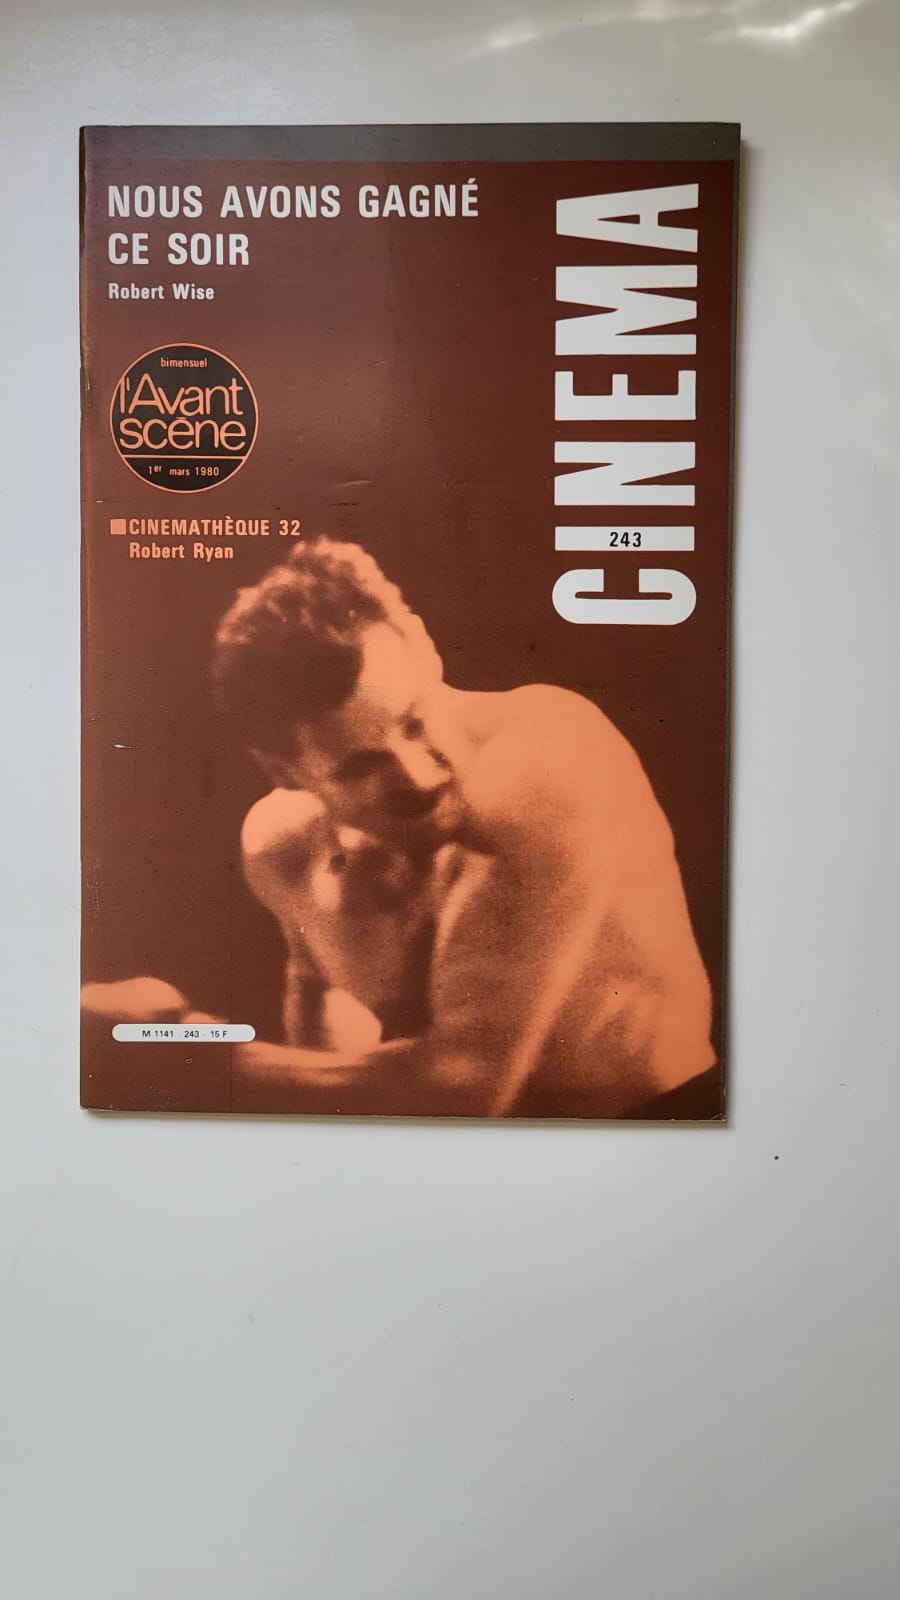 NOUS AVONS GAGNÉ
CE SOIR
Robert Wise
bimensuel
l'Avant
scène
1er mars 1980
CINEMATHÈQUE 32
Robert Ryan
CINEMA
243
M 1141 - 243 - 15 F